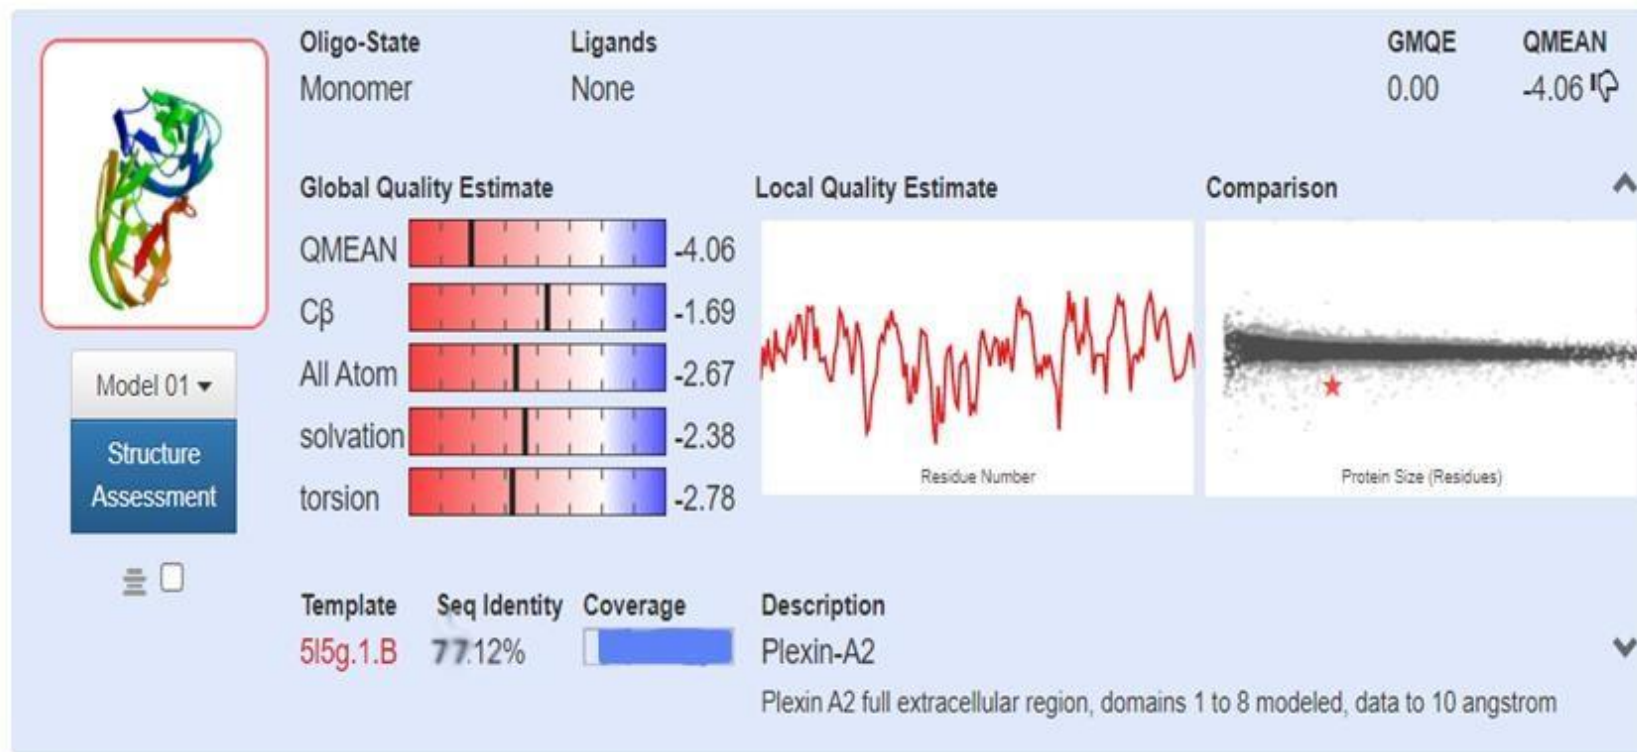 Oligo-State Ligands GMQE QMEAN
Monomer None 0.00 -4.06
Global Quality Estimate Local Quality Estimate Comparison
QMEAN -4.06
Cβ -1.69
All Atom -2.67
solvation -2.38
torsion -2.78
Residue Number
Protein Size (Residues)
Model 01
Structure
Assessment
Template Seq Identity Coverage Description
5l5g.1.B 77.12% Plexin-A2
Plexin A2 full extracellular region, domains 1 to 8 modeled, data to 10 angstrom